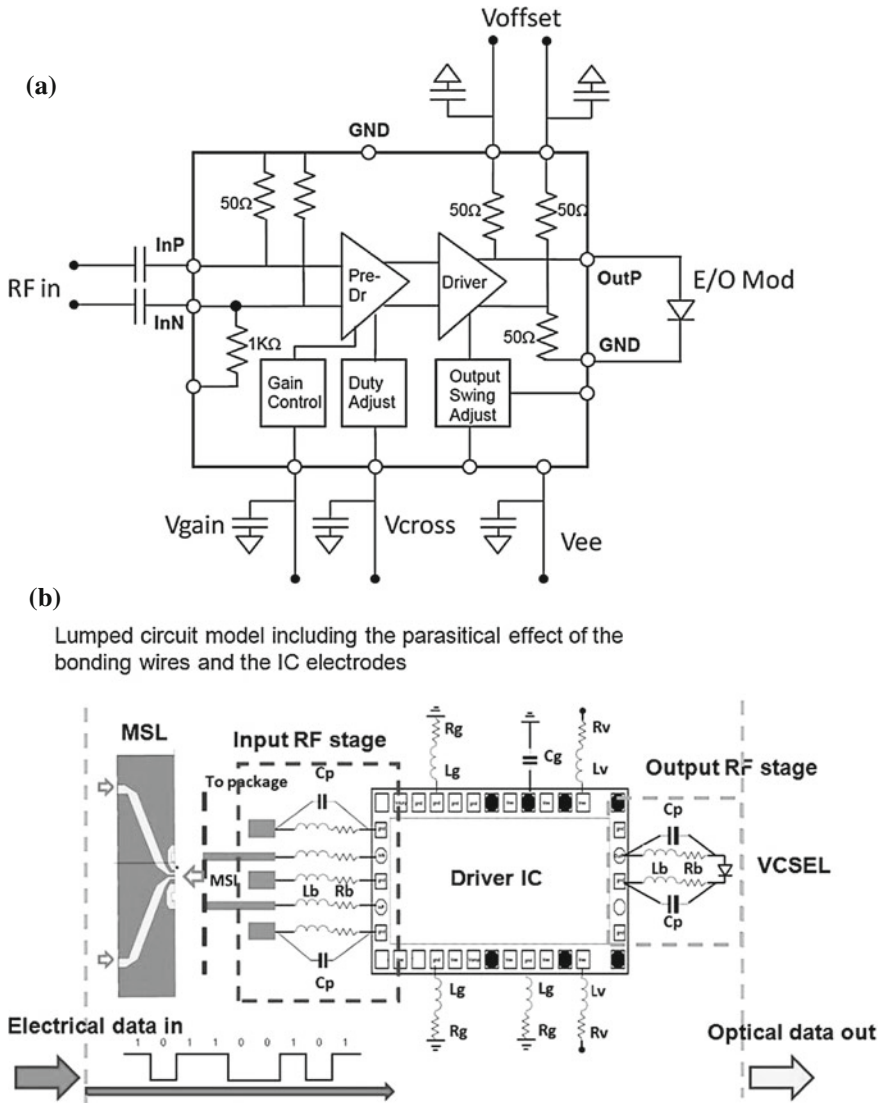 (a)
Voffset
GND
50Ω
50Ω
50Ω
InP
RF in
InN
Pre-
Dr
Driver
OutP
E/O Mod
1KΩ
50Ω
GND
Gain
Control
Duty
Adjust
Output
Swing
Adjust
Vgain
Vcross
Vee
(b)
Lumped circuit model including the parasitical effect of the
bonding wires and the IC electrodes
MSL
Input RF stage
To package
Cp
MSL
Lb
Rb
Cp
Rg
Lg
Cg
Rv
Lv
Output RF stage
Driver IC
Cp
Lb
Rb
Cp
VCSEL
Lg
Rg
Lg
Rg
Lv
Rv
Electrical data in
1 0 1 1 0 0 1 0 1
Optical data out